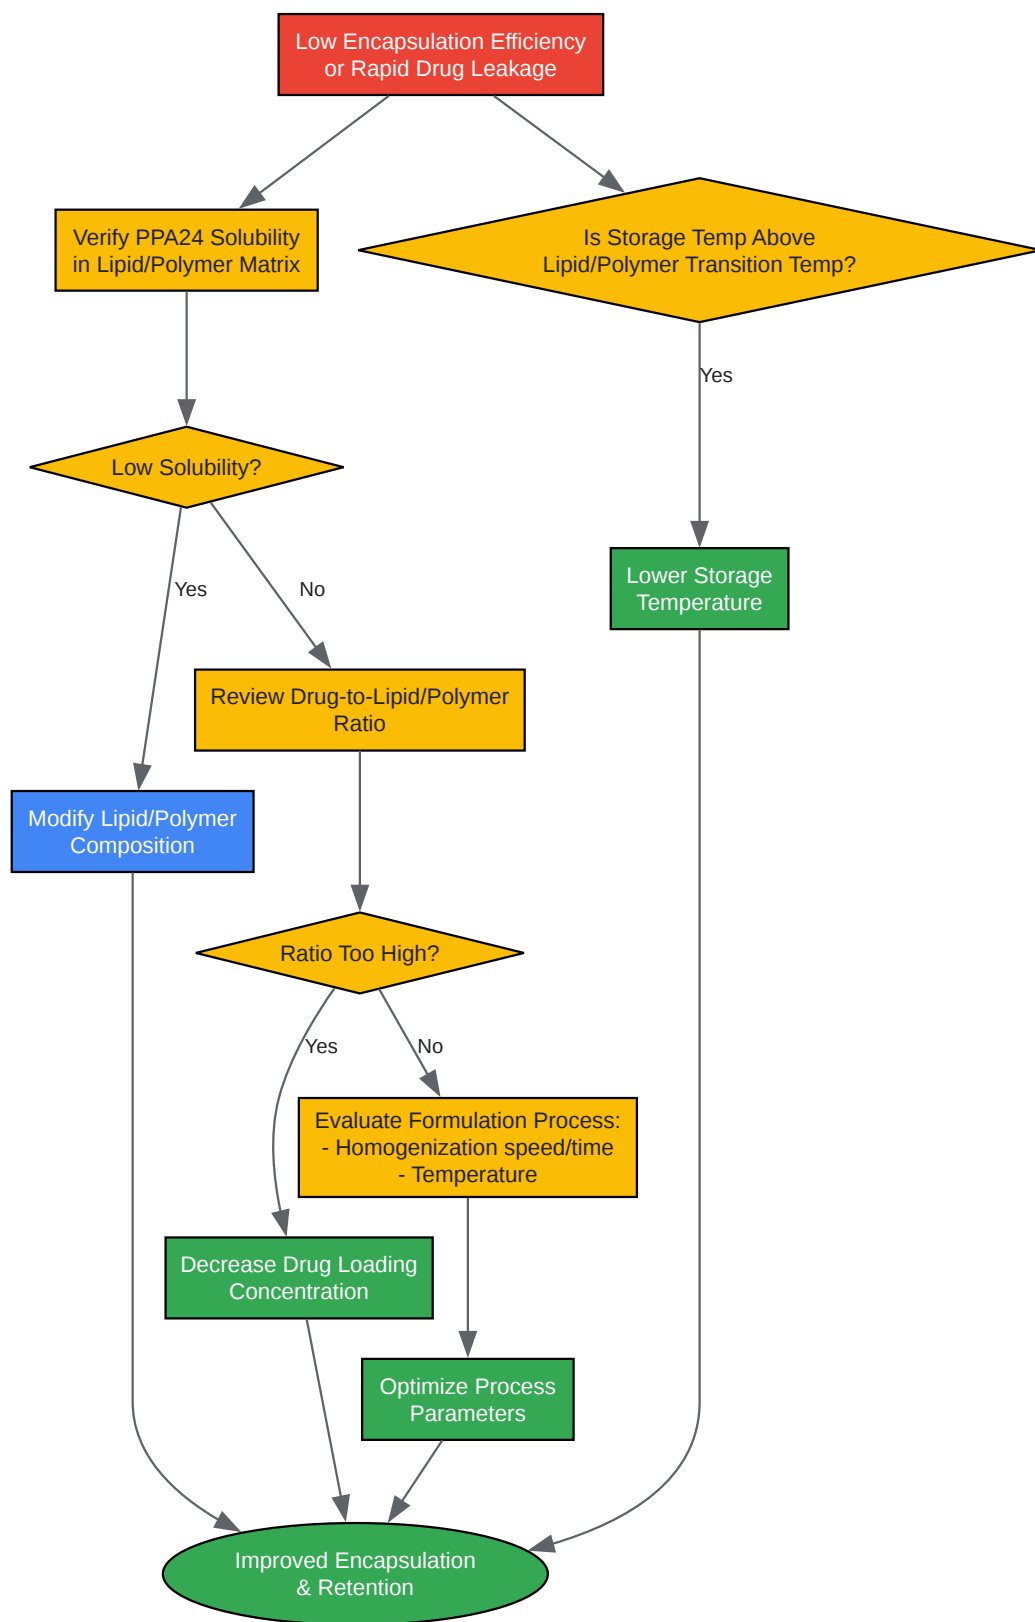 Low Encapsulation Efficiency
or Rapid Drug Leakage
Verify PPA24 Solubility
in Lipid/Polymer Matrix
Is Storage Temp Above
Lipid/Polymer Transition Temp?
Yes
Low Solubility?
Yes
No
Lower Storage
Temperature
Review Drug-to-Lipid/Polymer
Ratio
Modify Lipid/Polymer
Composition
Ratio Too High?
Yes
No
Evaluate Formulation Process:
- Homogenization speed/time
- Temperature
Decrease Drug Loading
Concentration
Optimize Process
Parameters
Improved Encapsulation
& Retention